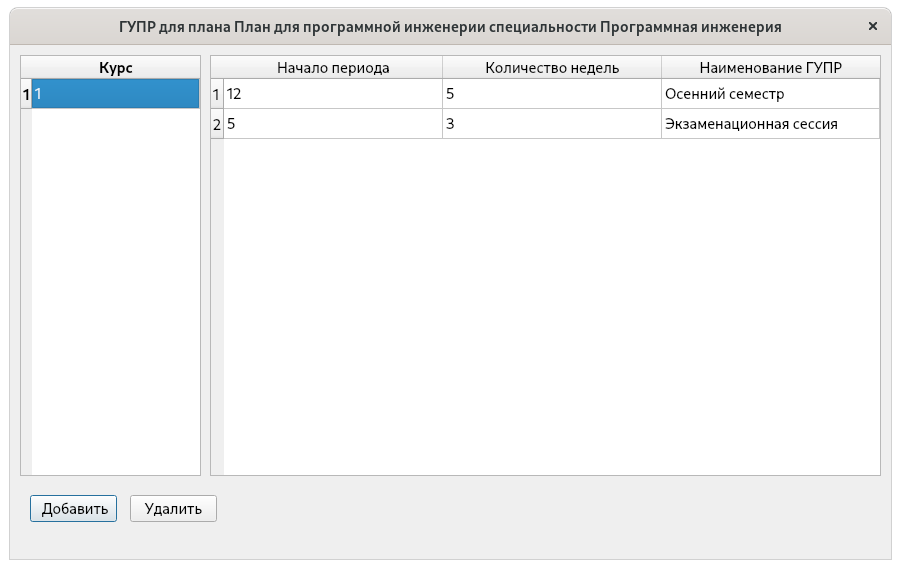 ГУПР для плана План для программной инженерии специальности Программная инженерия ×
Курс
1 1
Начало периода Количество недель Наименование ГУПР
1 12 5 Осенний семестр
2 5 3 Экзаменационная сессия
Добавить Удалить